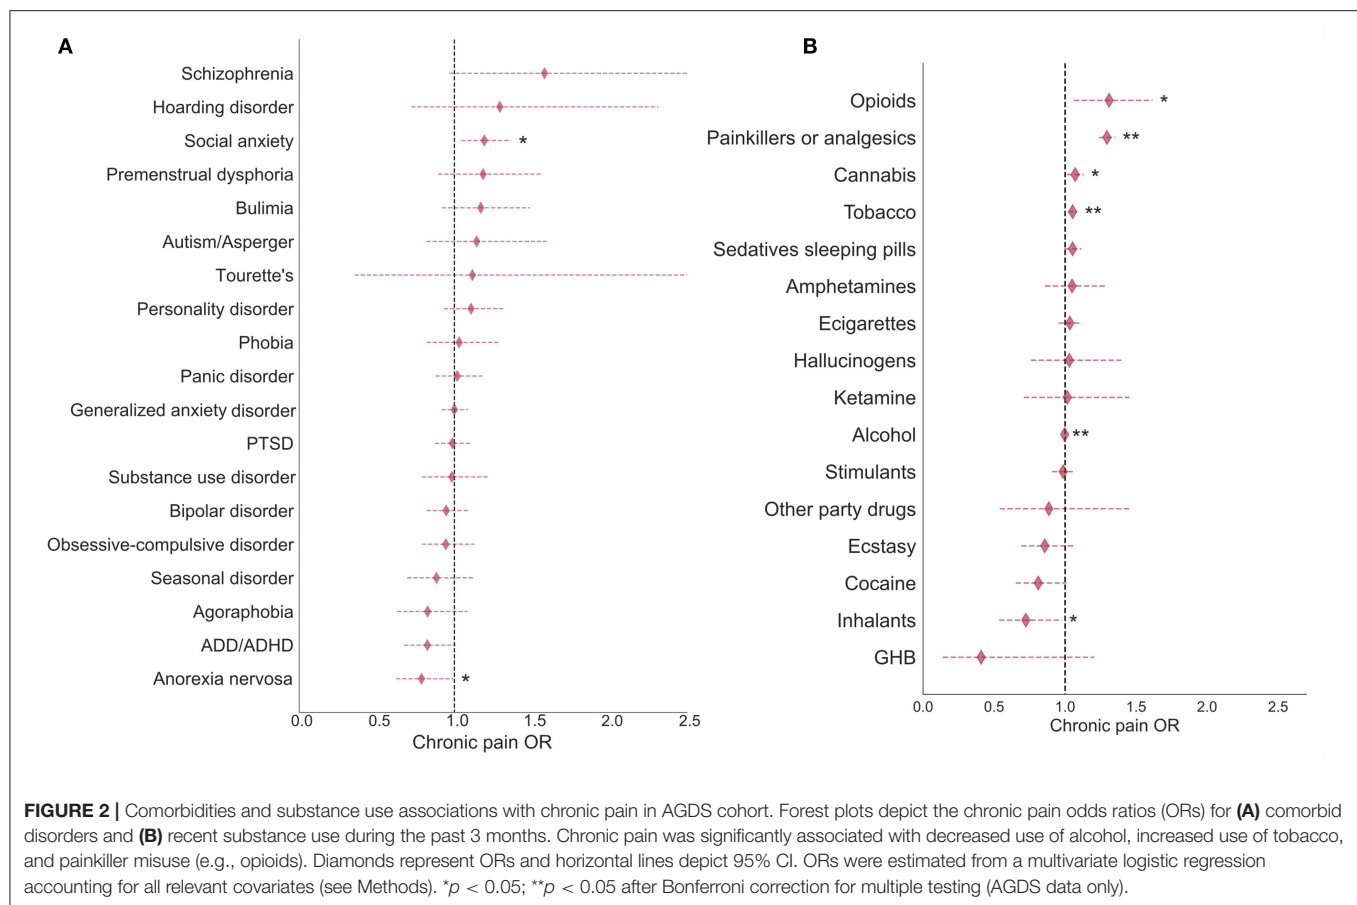 A
Schizophrenia
Hoarding disorder
Social anxiety *
Premenstrual dysphoria
Bulimia
Autism/Asperger
Tourette's
Personality disorder
Phobia
Panic disorder
Generalized anxiety disorder
PTSD
Substance use disorder
Bipolar disorder
Obsessive-compulsive disorder
Seasonal disorder
Agoraphobia
ADD/ADHD
Anorexia nervosa *
0.0 0.5 1.0 1.5 2.0 2.5
Chronic pain OR
B
Opioids *
Painkillers or analgesics **
Cannabis *
Tobacco **
Sedatives sleeping pills
Amphetamines
Ecigarettes
Hallucinogens
Ketamine
Alcohol **
Stimulants
Other party drugs
Ecstasy
Cocaine
Inhalants *
GHB
0.0 0.5 1.0 1.5 2.0 2.5
Chronic pain OR
FIGURE 2 | Comorbidities and substance use associations with chronic pain in AGDS cohort. Forest plots depict the chronic pain odds ratios (ORs) for (A) comorbid
disorders and (B) recent substance use during the past 3 months. Chronic pain was significantly associated with decreased use of alcohol, increased use of tobacco,
and painkiller misuse (e.g., opioids). Diamonds represent ORs and horizontal lines depict 95% CI. ORs were estimated from a multivariate logistic regression
accounting for all relevant covariates (see Methods). *p < 0.05; **p < 0.05 after Bonferroni correction for multiple testing (AGDS data only).